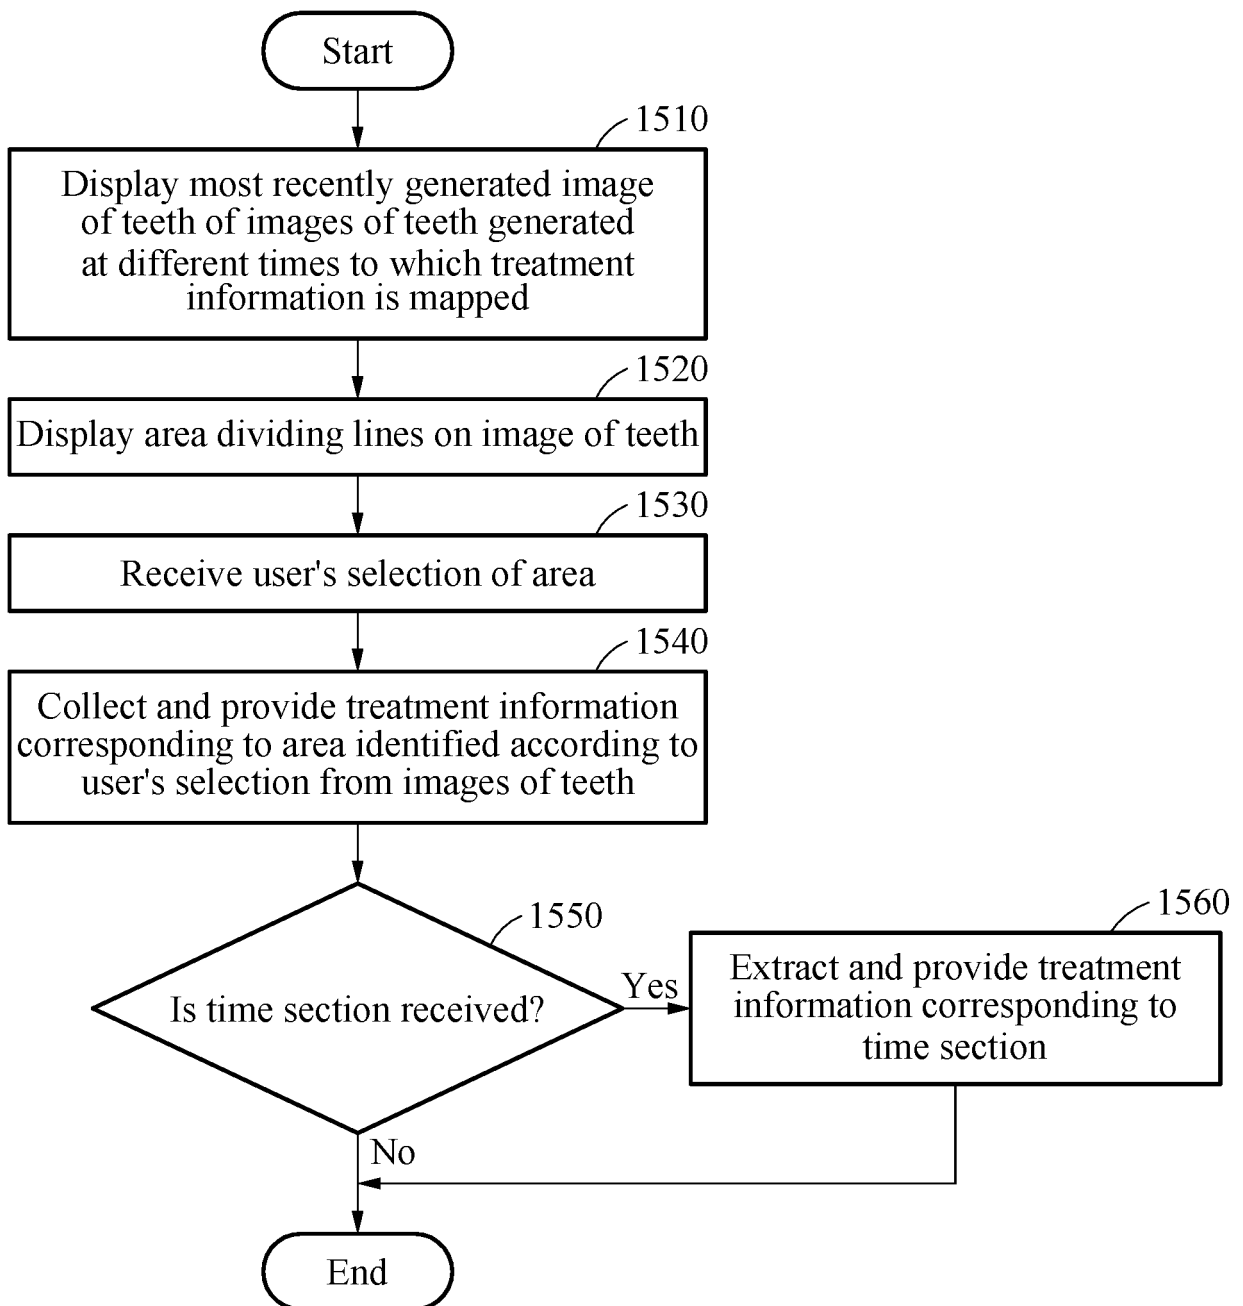 Start
1510
Display most recently generated image
of teeth of images of teeth generated
at different times to which treatment
information is mapped
1520
Display area dividing lines on image of teeth
1530
Receive user's selection of area
1540
Collect and provide treatment information
corresponding to area identified according to
user's selection from images of teeth
1550
Is time section received?
Yes
1560
Extract and provide treatment
information corresponding to
time section
No
End